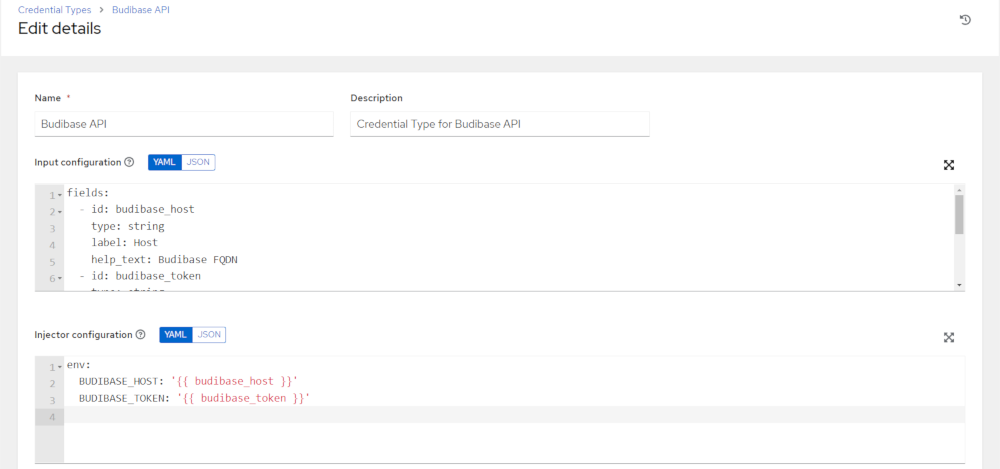 Credential Types > Budibase API
Edit details
Name * Description
Budibase API Credential Type for Budibase API
Input configuration YAML JSON
1 fields:
2 - id: budibase_host
3 type: string
4 label: Host
5 help_text: Budibase FQDN
6 - id: budibase_token
type: string
Injector configuration YAML JSON
1 env:
2 BUDIBASE_HOST: '{{ budibase_host }}'
3 BUDIBASE_TOKEN: '{{ budibase_token }}'
4